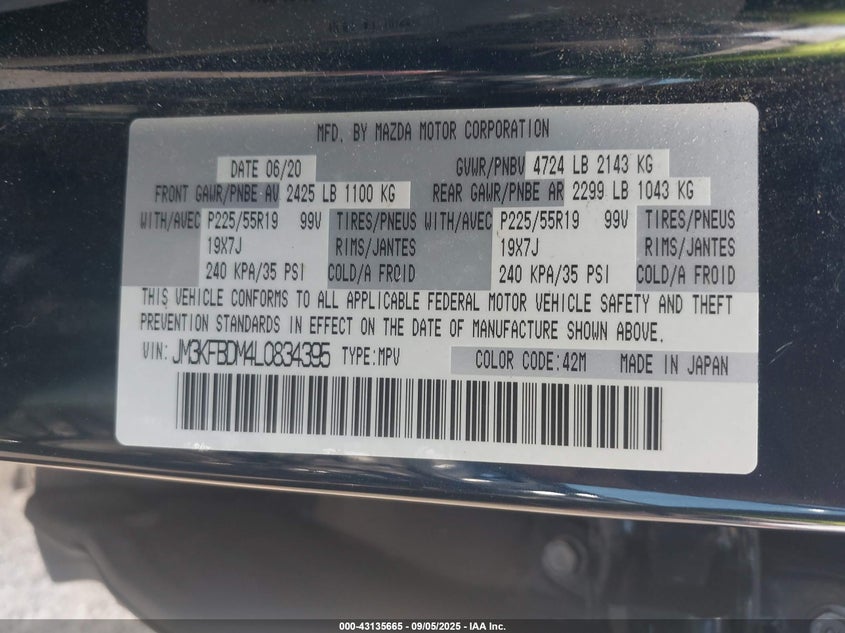 MFD. BY MAZDA MOTOR CORPORATION
DATE 06/20 GVWR/PNBV 4724 LB 2143 KG
FRONT GAWR/PNBE AV 2425 LB 1100 KG REAR GAWR/PNBE AR 2299 LB 1043 KG
WITH/AVEC P225/55R19 99V TIRES/PNEUS WITH/AVEC P225/55R19 99V TIRES/PNEUS
19X7J RIMS/JANTES 19X7J RIMS/JANTES
240 KPA/35 PSI COLD/A FROID 240 KPA/35 PSI COLD/A FROID
THIS VEHICLE CONFORMS TO ALL APPLICABLE FEDERAL MOTOR VEHICLE SAFETY AND THEFT
PREVENTION STANDARDS IN EFFECT ON THE DATE OF MANUFACTURE SHOWN ABOVE.
VIN: JM3KFBDM4L0834395 TYPE:MPV COLOR CODE:42M MADE IN JAPAN
000-43135665 - 09/05/2025 - IAA Inc.